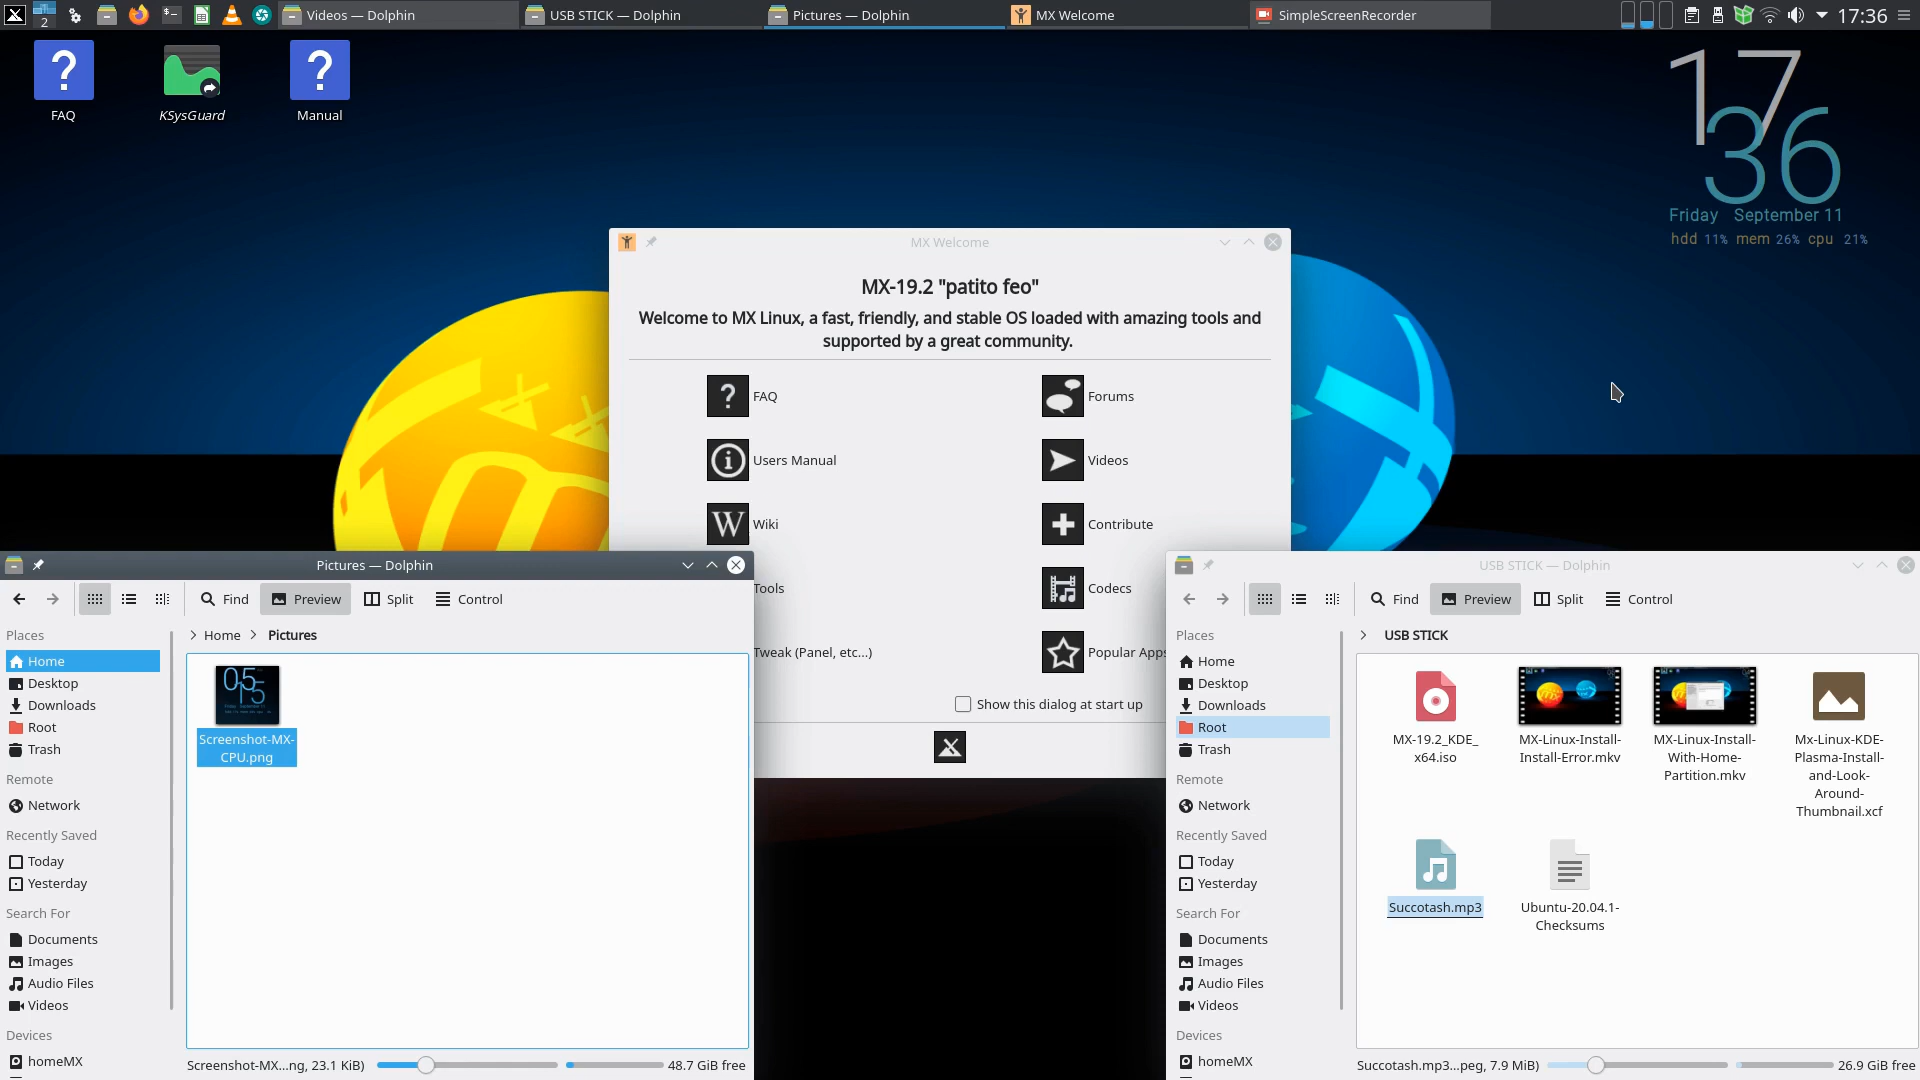 2
Videos — Dolphin
USB STICK — Dolphin
Pictures — Dolphin
MX Welcome
SimpleScreenRecorder
17:36
FAQ
KSysGuard
Manual
17
36
Friday September 11
hdd 11% mem 26% cpu 21%
MX Welcome
MX-19.2 "patito feo"
Welcome to MX Linux, a fast, friendly, and stable OS loaded with amazing tools and
supported by a great community.
FAQ
Forums
Users Manual
Videos
Wiki
Contribute
Tools
Codecs
Tweak (Panel, etc...)
Popular Apps
Show this dialog at start up
Pictures — Dolphin
Find
Preview
Split
Control
Places
Home
Desktop
Downloads
Root
Trash
Remote
Network
Recently Saved
Today
Yesterday
Search For
Documents
Images
Audio Files
Videos
Devices
homeMX
Home > Pictures
05
15
Screenshot-MX-
CPU.png
Screenshot-MX...ng, 23.1 KiB)
48.7 GiB free
USB STICK — Dolphin
Find
Preview
Split
Control
Places
Home
Desktop
Downloads
Root
Trash
Remote
Network
Recently Saved
Today
Yesterday
Search For
Documents
Images
Audio Files
Videos
Devices
homeMX
> USB STICK
MX-19.2_KDE_
x64.iso
MX-Linux-Install-
Install-Error.mkv
MX-Linux-Install-
With-Home-
Partition.mkv
Mx-Linux-KDE-
Plasma-Install-
and-Look-
Around-
Thumbnail.xcf
Succotash.mp3
Ubuntu-20.04.1-
Checksums
Succotash.mp3...peg, 7.9 MiB)
26.9 GiB free